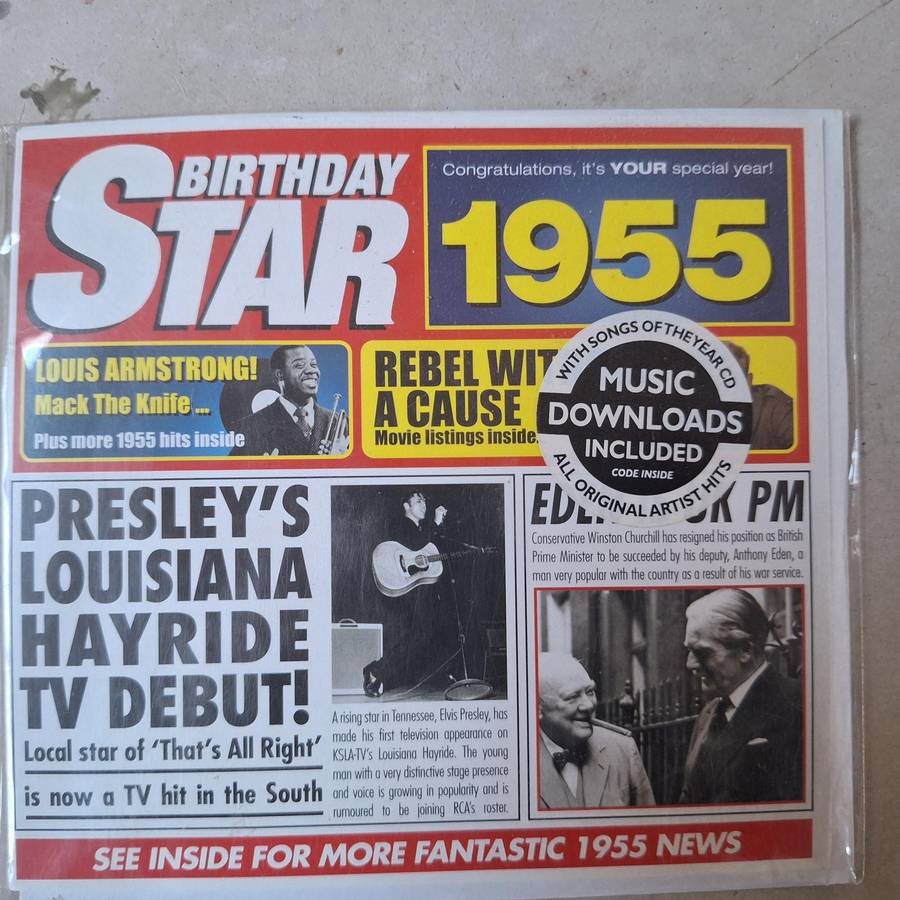 BIRTHDAY
STAR
Congratulations, it's YOUR special year!
1955
LOUIS ARMSTRONG!
Mack The Knife ...
Plus more 1955 hits inside
REBEL WIT
A CAUSE
Movie listings inside.
WITH SONGS OF THE YEAR CD
MUSIC
DOWNLOADS
INCLUDED
CODE INSIDE
ALL ORIGINAL ARTIST HITS
PRESLEY'S
LOUISIANA
HAYRIDE
TV DEBUT!
Local star of 'That's All Right'
is now a TV hit in the South
A rising star in Tennessee, Elvis Presley, has
made his first television appearance on
KSLA-TV's Louisiana Hayride. The young
man with a very distinctive stage presence
and voice is growing in popularity and is
rumoured to be joining RCA's roster.
PM
Conservative Winston Churchill has resigned his position as British
Prime Minister to be succeeded by his deputy, Anthony Eden, a
man very popular with the country as a result of his war service.
SEE INSIDE FOR MORE FANTASTIC 1955 NEWS